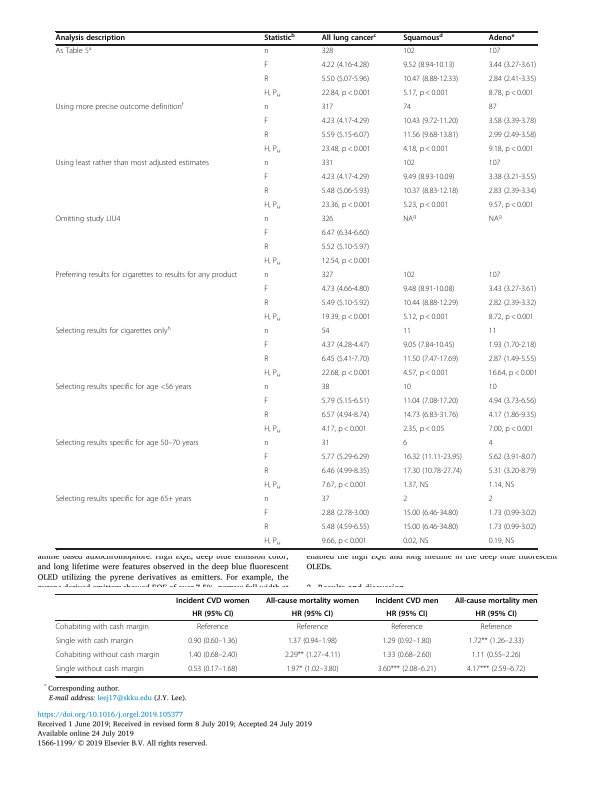 Analysis description Statisticb All lung cancerc Squamousd Adenoe
As Table 5a n 328 102 107
F 4.22 (4.16-4.28) 9.52 (8.94-10.13) 3.44 (3.27-3.61)
R 5.50 (5.07-5.96) 10.47 (8.88-12.33) 2.84 (2.41-3.35)
H, PH 22.84, p < 0.001 5.17, p < 0.001 8.78, p < 0.001
Using more precise outcome definitionf n 317 74 87
F 4.23 (4.17-4.29) 10.43 (9.72-11.20) 3.58 (3.39-3.78)
R 5.59 (5.15-6.07) 11.56 (9.68-13.81) 2.99 (2.49-3.58)
H, PH 23.48, p < 0.001 4.18, p < 0.001 9.18, p < 0.001
Using least rather than most adjusted estimates n 331 102 107
F 4.23 (4.17-4.29) 9.49 (8.93-10.09) 3.38 (3.21-3.55)
R 5.48 (5.06-5.93) 10.37 (8.83-12.18) 2.83 (2.39-3.34)
H, PH 23.36, p < 0.001 5.23, p < 0.001 9.57, p < 0.001
Omitting study LIU4 n 326 NAg NAg
F 6.47 (6.34-6.60)
R 5.52 (5.10-5.97)
H, PH 12.54, p < 0.001
Preferring results for cigarettes to results for any product n 327 102 107
F 4.73 (4.66-4.80) 9.48 (8.91-10.08) 3.43 (3.27-3.61)
R 5.49 (5.10-5.92) 10.44 (8.88-12.29) 2.82 (2.39-3.32)
H, PH 19.39, p < 0.001 5.12, p < 0.001 8.72, p < 0.001
Selecting results for cigarettes onlyh n 54 11 11
F 4.37 (4.28-4.47) 9.05 (7.84-10.45) 1.93 (1.70-2.18)
R 6.45 (5.41-7.70) 11.50 (7.47-17.69) 2.87 (1.49-5.55)
H, PH 22.68, p < 0.001 4.57, p < 0.001 16.64, p < 0.001
Selecting results specific for age <56 years n 38 10 10
F 5.79 (5.15-6.51) 11.04 (7.08-17.20) 4.94 (3.73-6.56)
R 6.57 (4.94-8.74) 14.73 (6.83-31.76) 4.17 (1.86-9.35)
H, PH 4.17, p < 0.001 2.35, p < 0.05 7.00, p < 0.001
Selecting results specific for age 50–70 years n 31 6 4
F 5.77 (5.29-6.29) 16.32 (11.11-23.95) 5.62 (3.91-8.07)
R 6.46 (4.99-8.35) 17.30 (10.78-27.74) 5.31 (3.20-8.79)
H, PH 7.67, p < 0.001 1.37, NS 1.14, NS
Selecting results specific for age 65+ years n 37 2 2
F 2.88 (2.78-3.00) 15.00 (6.46-34.80) 1.73 (0.99-3.02)
R 5.48 (4.59-6.55) 15.00 (6.46-34.80) 1.73 (0.99-3.02)
H, PH 9.66, p < 0.001 0.02, NS 0.19, NS
amine based auxochromophore. High EQE, deep blue emission color,
and long lifetime were features observed in the deep blue fluorescent
OLED utilizing the pyrene derivatives as emitters. For example, the
enabled the high EQE and long lifetime in the deep blue fluorescent
OLEDs.
2. Results and discussion
Incident CVD women All-cause mortality women Incident CVD men All-cause mortality men
HR (95% CI) HR (95% CI) HR (95% CI) HR (95% CI)
Cohabiting with cash margin Reference Reference Reference Reference
Single with cash margin 0.90 (0.60–1.36) 1.37 (0.94–1.98) 1.29 (0.92–1.80) 1.72** (1.26–2.33)
Cohabiting without cash margin 1.40 (0.68–2.40) 2.29** (1.27–4.11) 1.33 (0.68–2.60) 1.11 (0.55–2.26)
Single without cash margin 0.53 (0.17–1.68) 1.97* (1.02–3.80) 3.60*** (2.08–6.21) 4.17*** (2.59–6.72)
* Corresponding author.
E-mail address: leej17@skku.edu (J.Y. Lee).
https://doi.org/10.1016/j.orgel.2019.105377
Received 1 June 2019; Received in revised form 8 July 2019; Accepted 24 July 2019
Available online 24 July 2019
1566-1199/ © 2019 Elsevier B.V. All rights reserved.